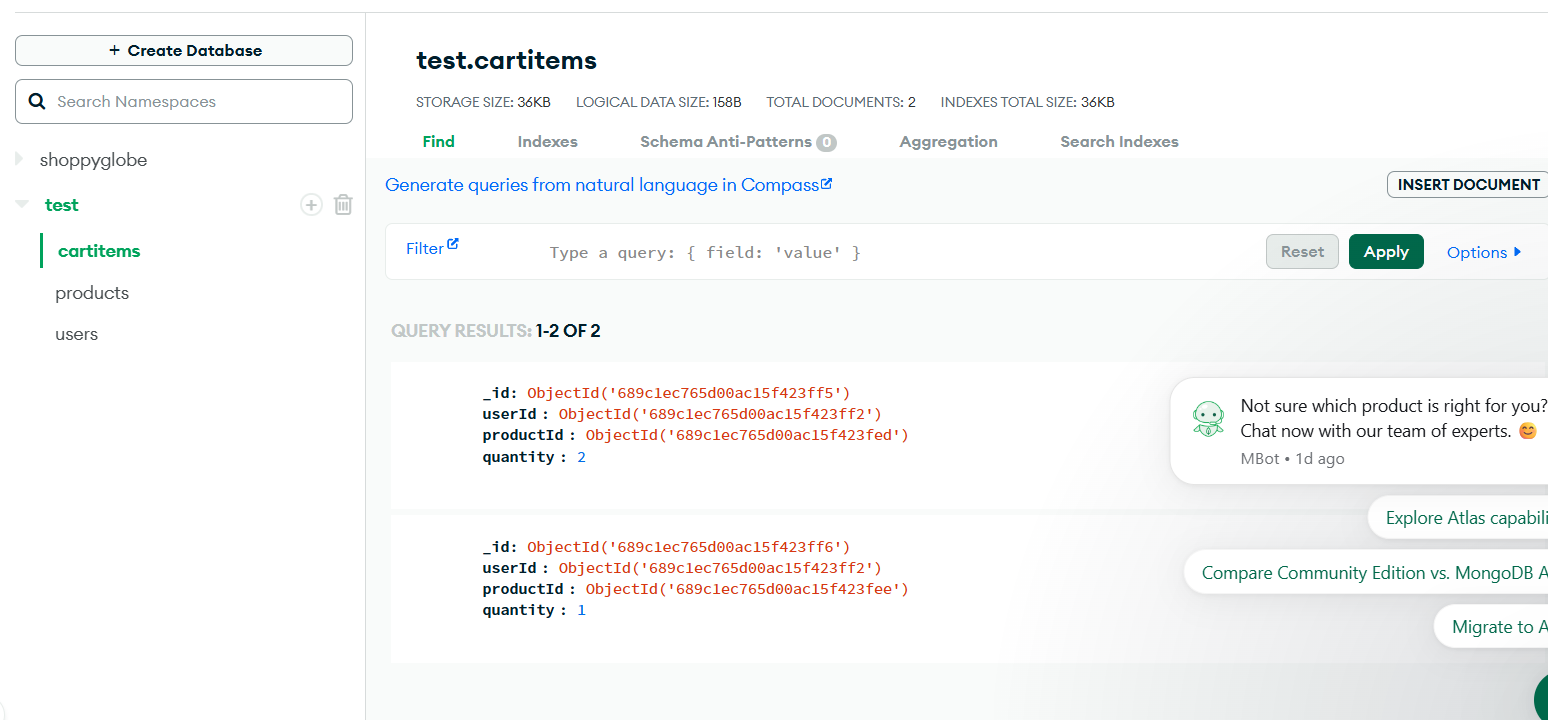 + Create Database
Search Namespaces
shoppyglobe
test
cartitems
products
users
test.cartitems
STORAGE SIZE: 36KB LOGICAL DATA SIZE: 158B TOTAL DOCUMENTS: 2 INDEXES TOTAL SIZE: 36KB
Find Indexes Schema Anti-Patterns 0 Aggregation Search Indexes
Generate queries from natural language in Compass
INSERT DOCUMENT
Filter Type a query: { field: 'value' } Reset Apply Options
QUERY RESULTS: 1-2 OF 2
_id: ObjectId('689c1ec765d00ac15f423ff5')
userId : ObjectId('689c1ec765d00ac15f423ff2')
productId : ObjectId('689c1ec765d00ac15f423fed')
quantity : 2
_id: ObjectId('689c1ec765d00ac15f423ff6')
userId : ObjectId('689c1ec765d00ac15f423ff2')
productId : ObjectId('689c1ec765d00ac15f423fee')
quantity : 1
Not sure which product is right for you?
Chat now with our team of experts. 😊
MBot • 1d ago
Explore Atlas capabili
Compare Community Edition vs. MongoDB A
Migrate to A